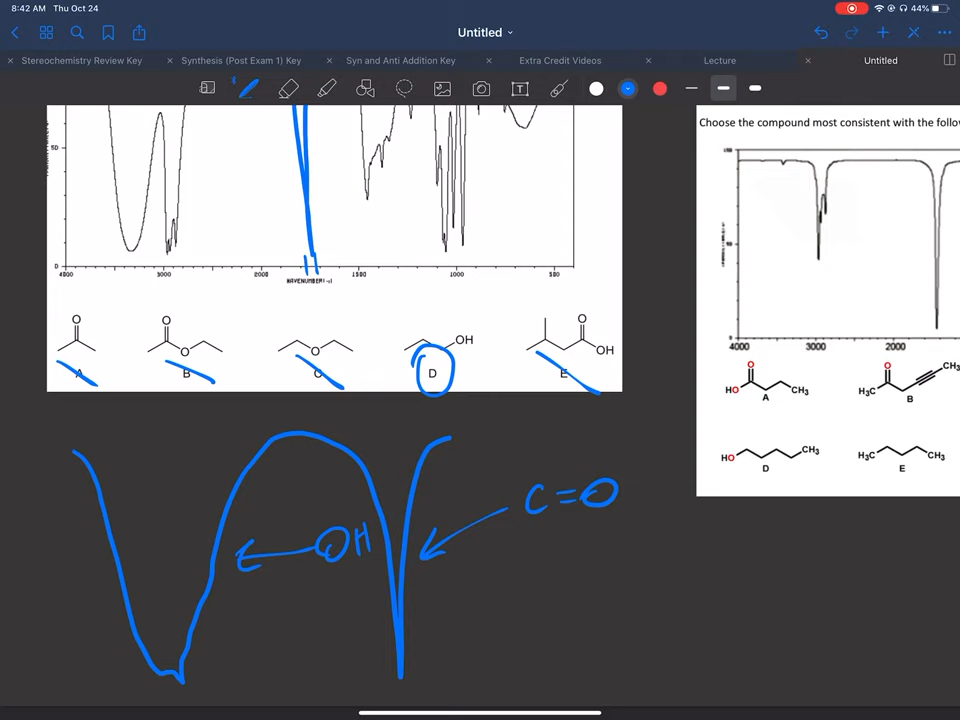 8:42 AM Thu Oct 24
44%
Untitled
Stereochemistry Review Key
Synthesis (Post Exam 1) Key
Syn and Anti Addition Key
Extra Credit Videos
Lecture
Untitled
50
0
4000
3000
2000
1500
1000
500
O
O
O
O
OH
O
OH
A
B
C
D
E
OH
C=O
Choose the compound most consistent with the follow
4000
3000
2000
O
HO
CH3
A
O
H3C
CH3
B
HO
CH3
D
H3C
CH3
E